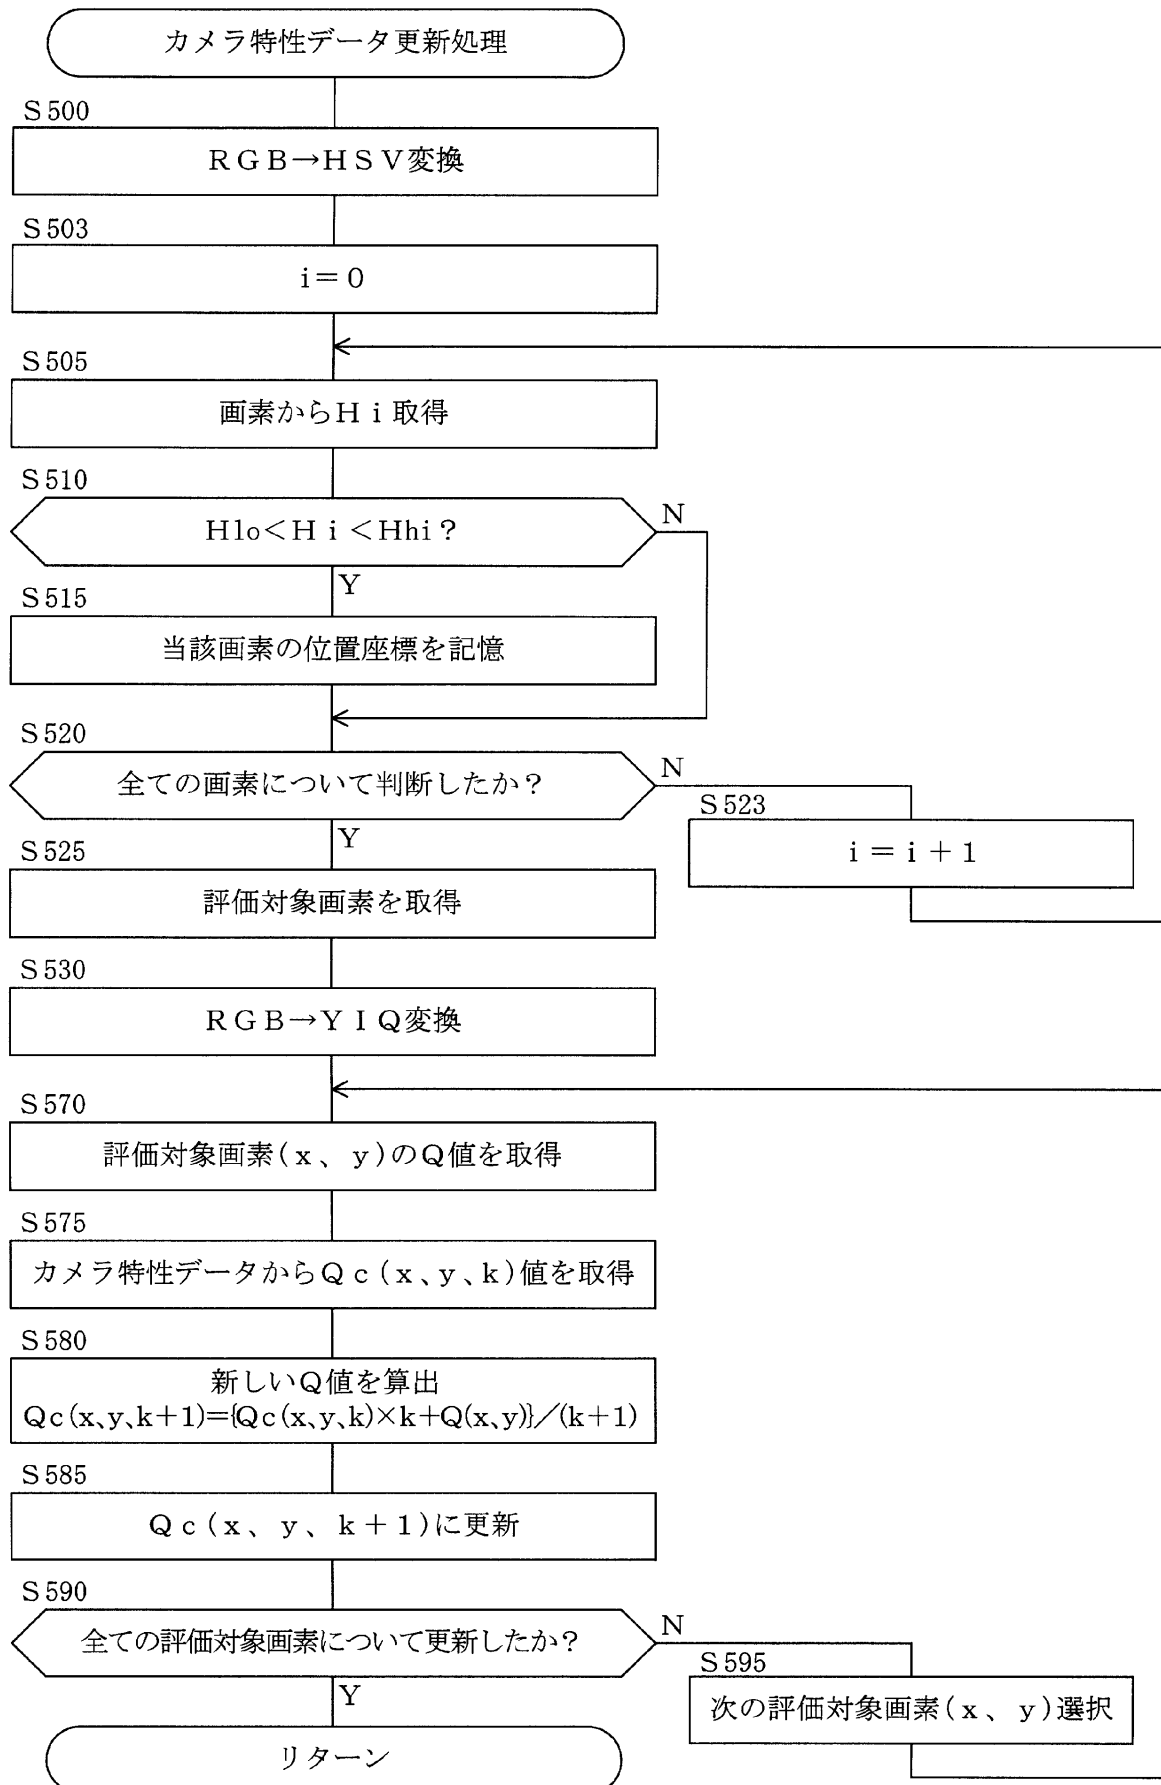 カメラ特性データ更新処理
S500
RGB→HSV変換
S503
i=0
S505
画素からHi取得
S510
Hlo<Hi<Hhi?
N
Y
S515
当該画素の位置座標を記憶
S520
全ての画素について判断したか?
N
S523
i=i+1
Y
S525
評価対象画素を取得
S530
RGB→YIQ変換
S570
評価対象画素(x、y)のQ値を取得
S575
カメラ特性データからQc(x、y、k)値を取得
S580
新しいQ値を算出
Qc(x、y、k+1)={Qc(x、y、k)×k+Q(x、y)}/(k+1)
S585
Qc(x、y、k+1)に更新
S590
全ての評価対象画素について更新したか?
N
S595
次の評価対象画素(x、y)選択
Y
リターン